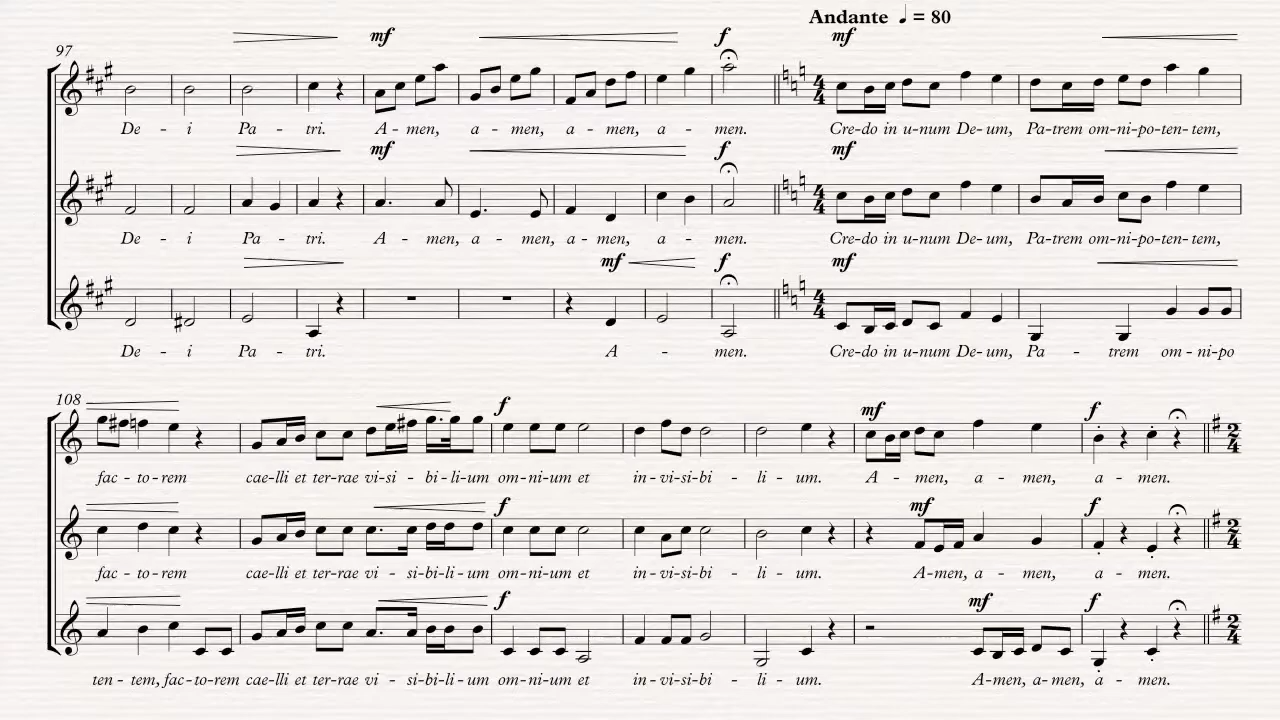 Andante ♩ = 80
mf f mf
97
De - i Pa - tri. A - men, a - men, a - men, a - men. Cre-do in u-num De-um, Pa-trem om-ni-po-ten-tem,
mf f mf
De - i Pa - tri. A - men, a - men, a - men, a - men. Cre-do in u-num De-um, Pa-trem om-ni-po-ten-tem,
mf f mf
De - i Pa - tri. A - men. Cre-do in u-num De-um, Pa - trem om-ni-po
108
f mf f
fac - to-rem cae-lli et ter-rae vi-si - bi-li-um om-ni-um et in-vi-si-bi - li - um. A - men, a - men, a - men.
f mf f
fac - to-rem cae-lli et ter-rae vi - si-bi-li-um om-ni-um et in-vi-si-bi - li - um. A-men, a - men, a - men.
f mf f
ten - tem, fac-to-rem cae-lli et ter-rae vi - si-bi-li-um om-ni-um et in-vi-si-bi - li - um. A-men, a-men, a - men.